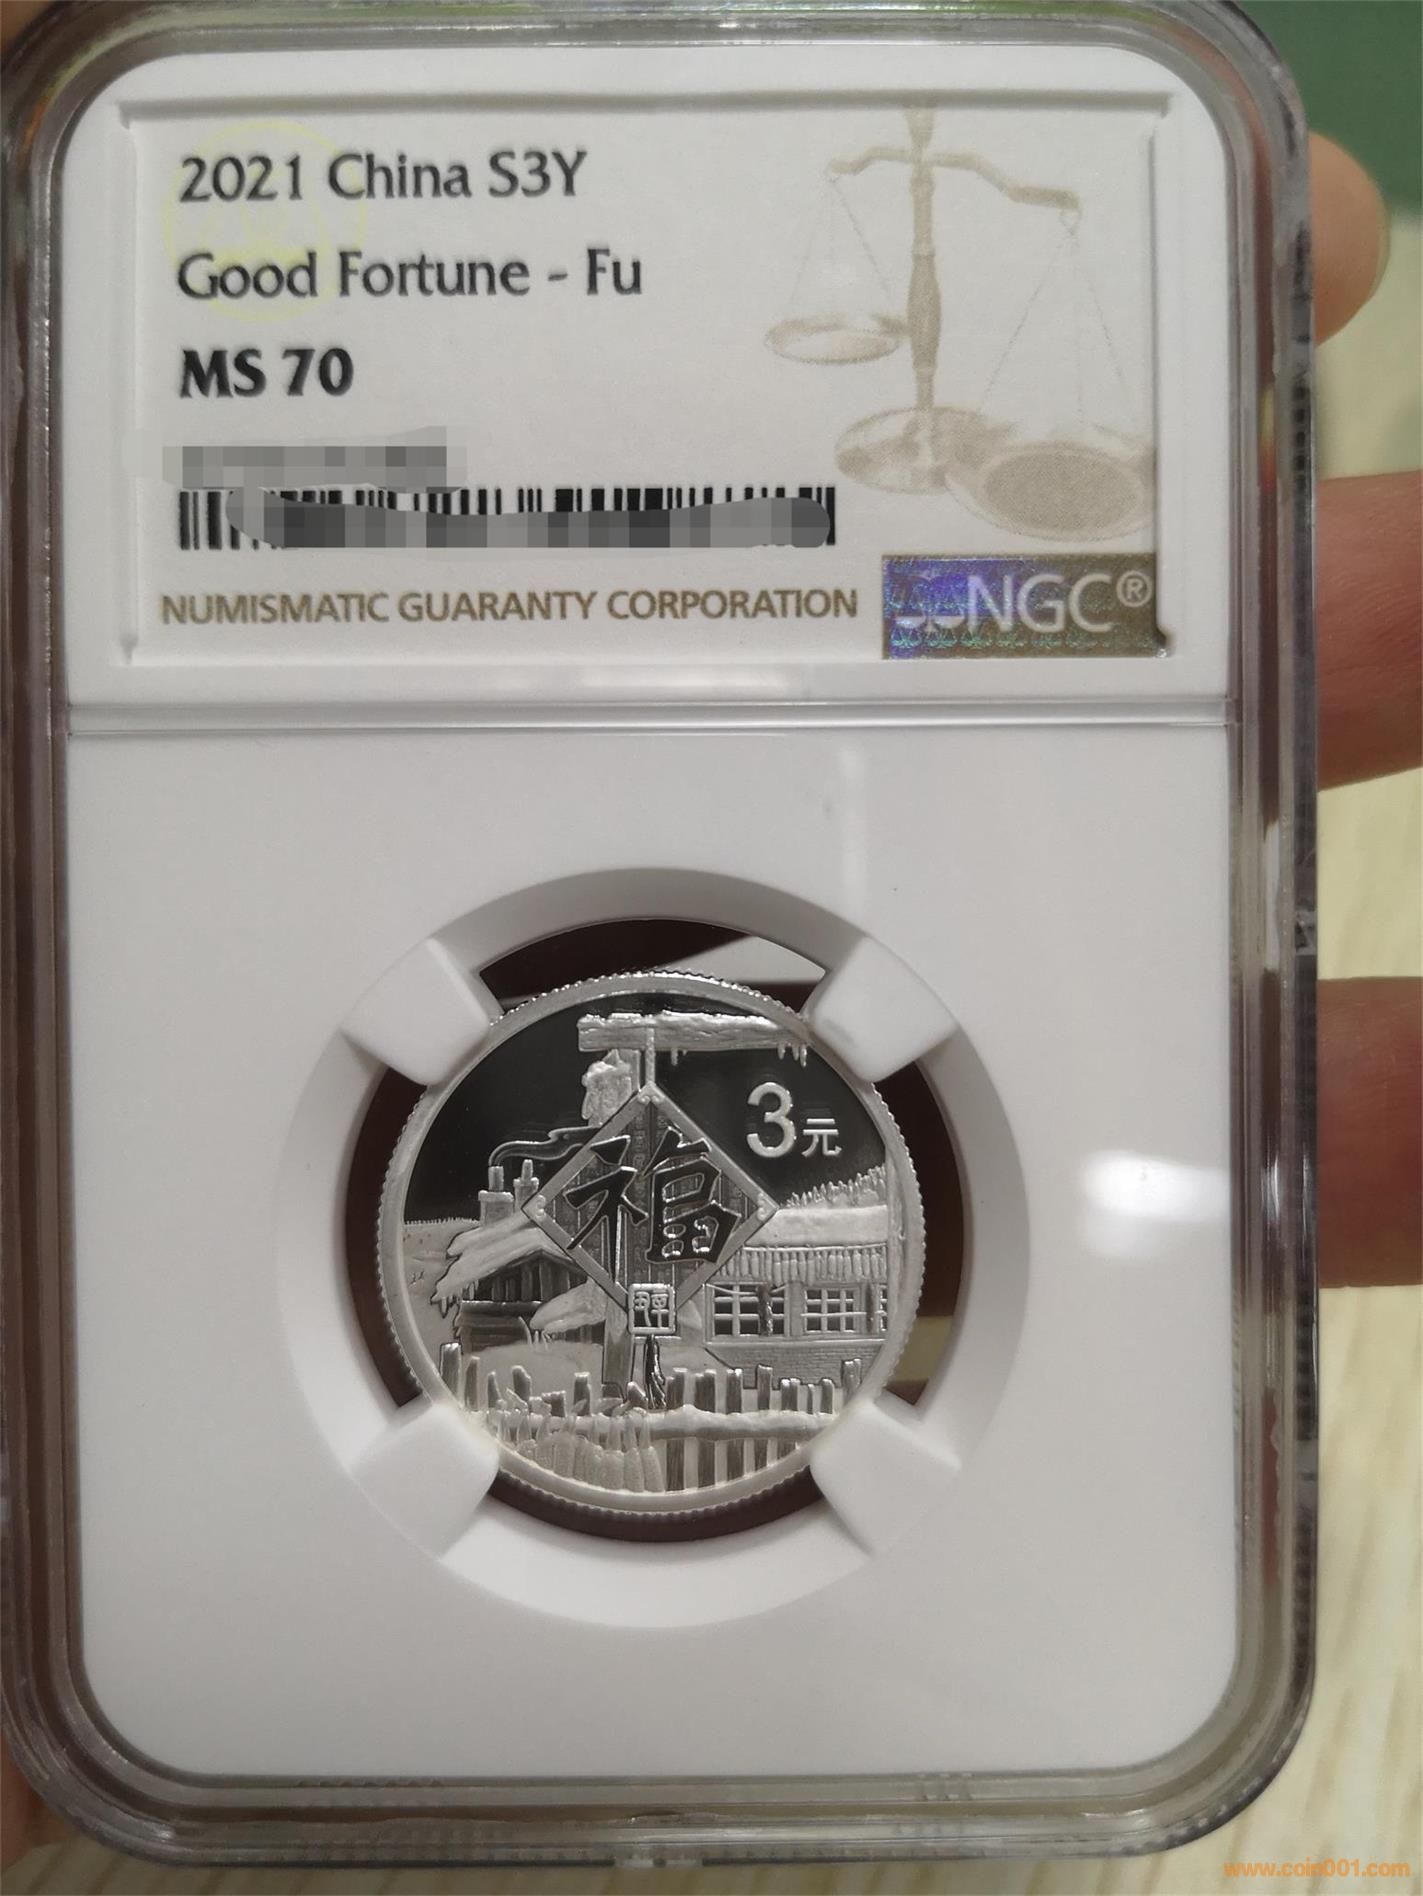 2021 China S3Y
Good Fortune - Fu
MS 70
NUMISMATIC GUARANTY CORPORATION
NGC®
3元
福
www.coin001.com